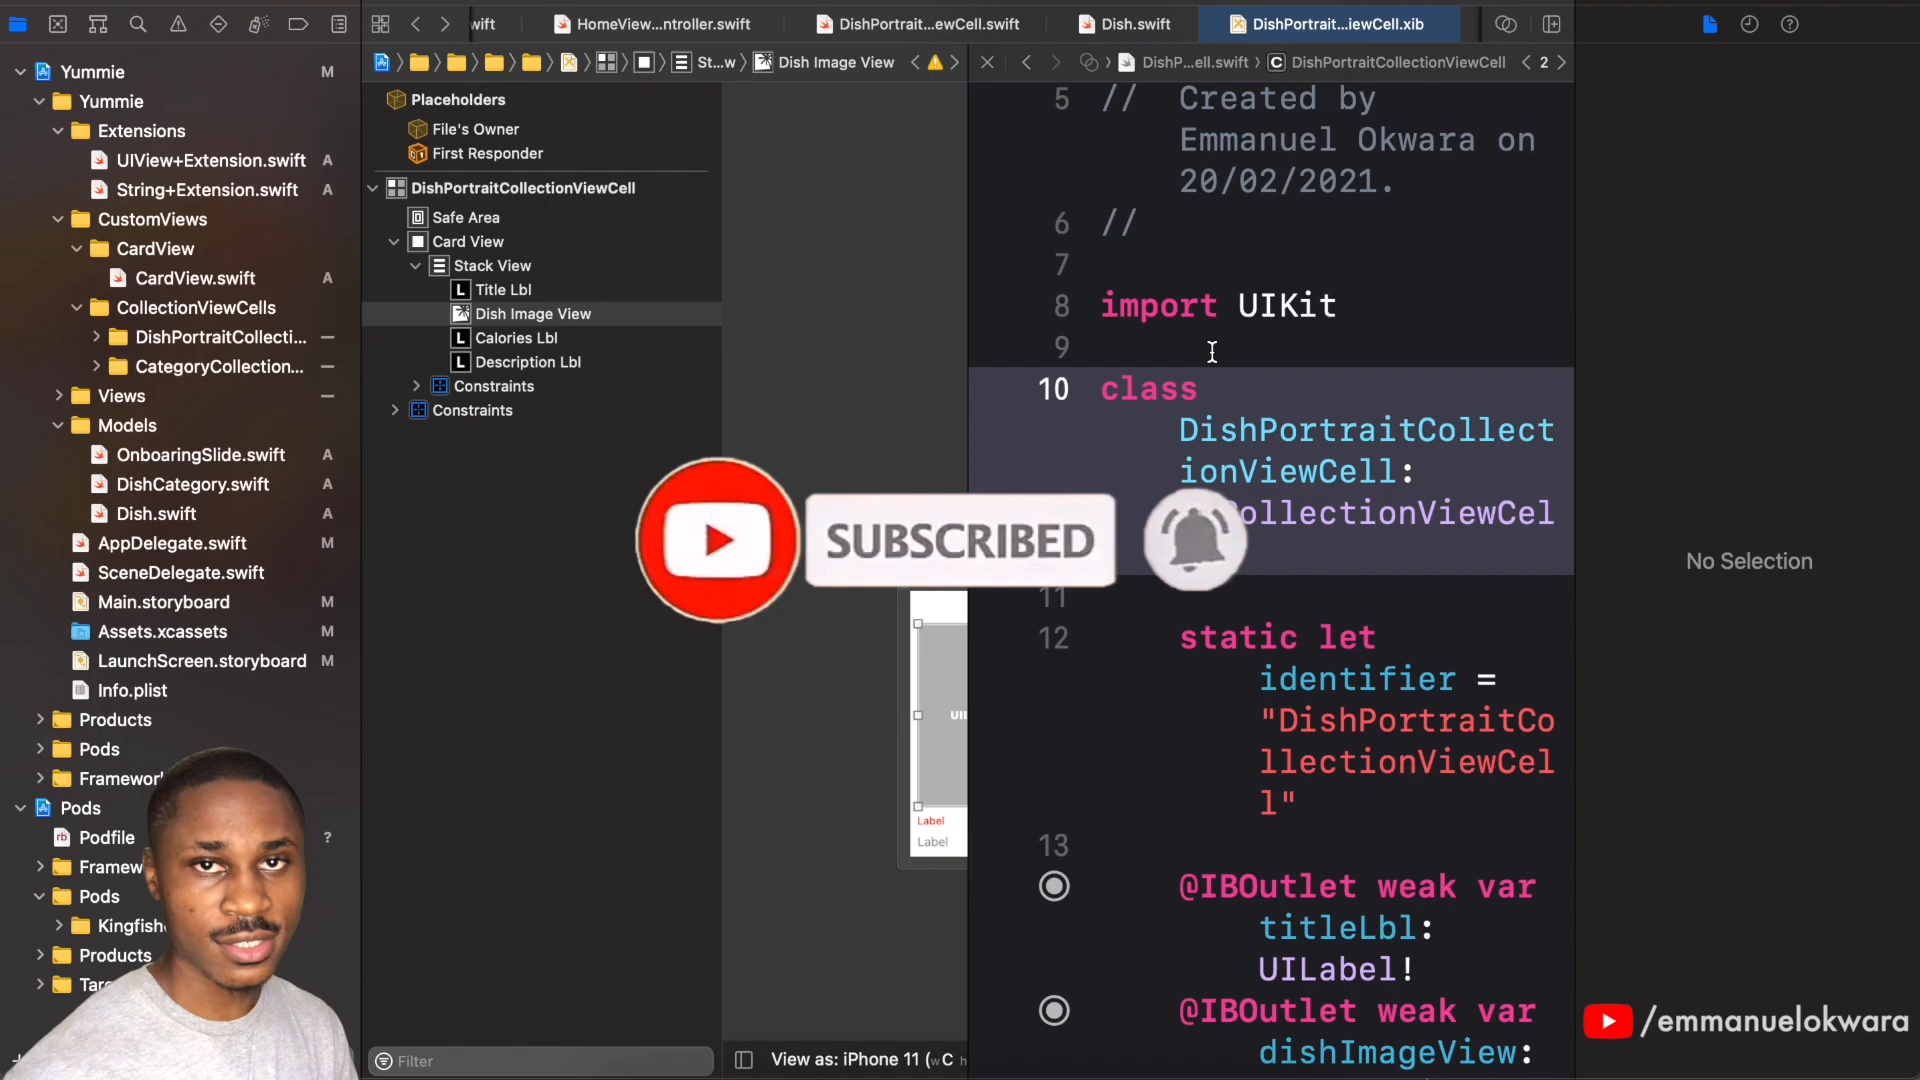 wift
HomeView...ntroller.swift
DishPortrait...ewCell.swift
Dish.swift
DishPortrait...iewCell.xib
St...w
Dish Image View
DishP...ell.swift
DishPortraitCollectionViewCell
2
Yummie M
Yummie
Extensions
UIView+Extension.swift A
String+Extension.swift A
CustomViews
CardView
CardView.swift A
CollectionViewCells
DishPortraitCollecti...
CategoryCollection...
Views
Models
OnboaringSlide.swift A
DishCategory.swift A
Dish.swift A
AppDelegate.swift M
SceneDelegate.swift
Main.storyboard M
Assets.xcassets M
LaunchScreen.storyboard M
Info.plist
Products
Pods
Framewor
Pods
Podfile ?
Framew
Pods
Kingfish
Products
Tar
Placeholders
File's Owner
First Responder
DishPortraitCollectionViewCell
Safe Area
Card View
Stack View
L Title Lbl
Dish Image View
L Calories Lbl
L Description Lbl
Constraints
Constraints
Filter
UI
Label
Label
View as: iPhone 11 (wC h
5 // Created by
Emmanuel Okwara on
20/02/2021.
6 //
7
8 import UIKit
9
10 class
DishPortraitCollect
ionViewCell:
ollectionViewCel
11
12 static let
identifier =
"DishPortraitCo
llectionViewCel
l"
13
@IBOutlet weak var
titleLbl:
UILabel!
@IBOutlet weak var
dishImageView:
SUBSCRIBED
No Selection
/emmanuelokwara